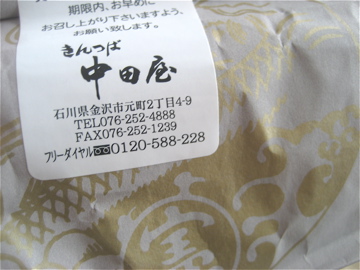 期限内、お早めに
お召し上がり下さいますよう、
お願い致します。
きんつば
中田屋
石川県金沢市元町2丁目4-9
TEL076-252-4888
FAX076-252-1239
フリーダイヤル0120-588-228